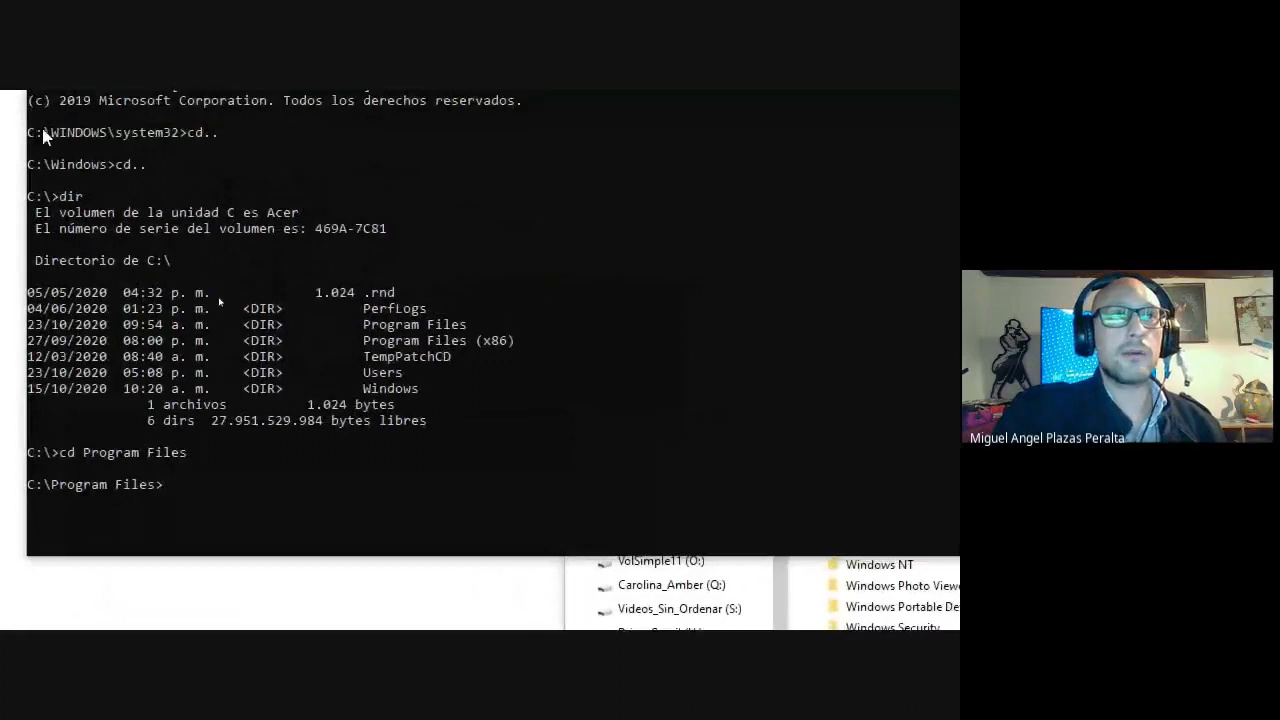 (c) 2019 Microsoft Corporation. Todos los derechos reservados.
C:\WINDOWS\system32>cd..
C:\Windows>cd..
C:\>dir
El volumen de la unidad C es Acer
El número de serie del volumen es: 469A-7C81
Directorio de C:\
05/05/2020 04:32 p. m. 1.024 .rnd
04/06/2020 01:23 p. m. <DIR> PerfLogs
23/10/2020 09:54 a. m. <DIR> Program Files
27/09/2020 08:00 p. m. <DIR> Program Files (x86)
12/03/2020 08:40 a. m. <DIR> TempPatchCD
23/10/2020 05:08 p. m. <DIR> Users
15/10/2020 10:20 a. m. <DIR> Windows
1 archivos 1.024 bytes
6 dirs 27.951.529.984 bytes libres
C:\>cd Program Files
C:\Program Files>
VolSimple11 (O:)
Carolina_Amber (Q:)
Videos_Sin_Ordenar (S:)
Windows NT
Windows Photo Viewe
Windows Portable De
Windows Security
Miguel Angel Plazas Peralta